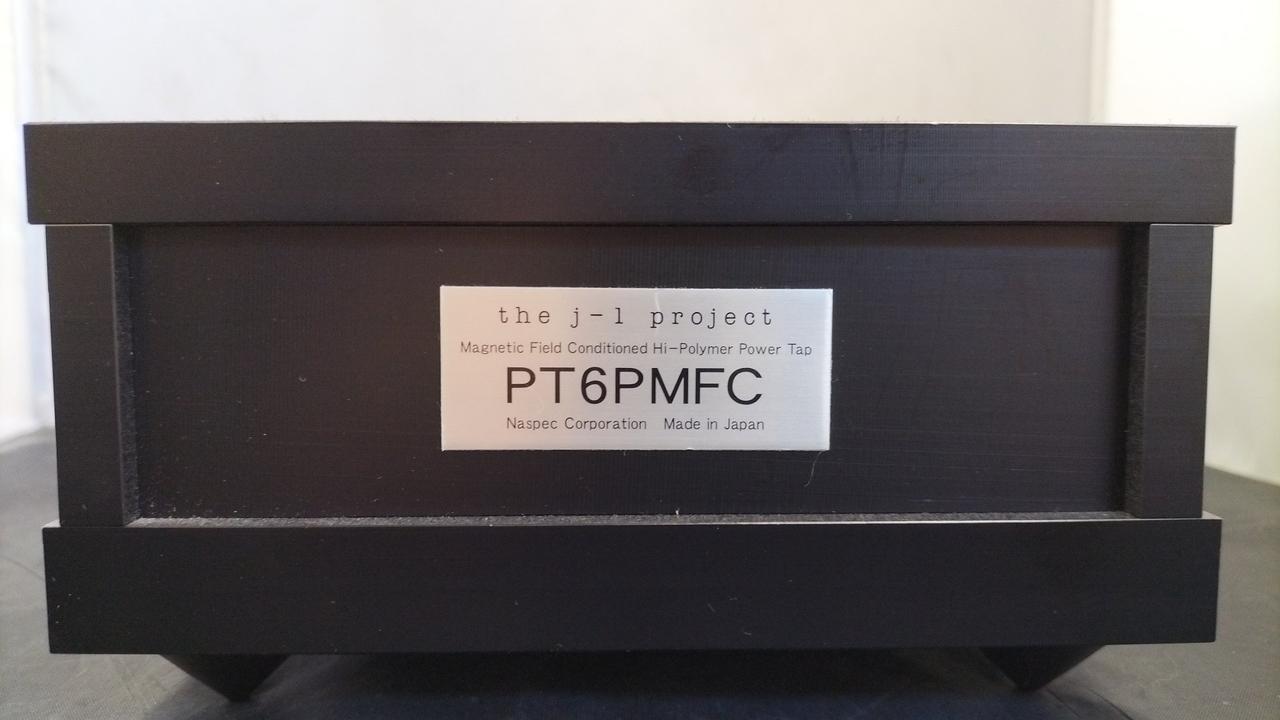 the j-1 project
Magnetic Field Conditioned Hi-Polymer Power Tap
PT6PMFC
Naspec Corporation Made in Japan